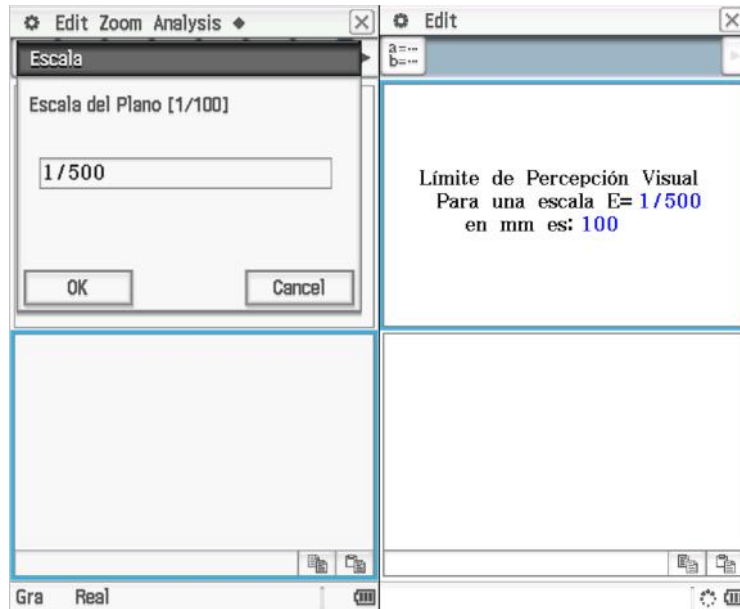 Edit Zoom Analysis ◆
Escala
Escala del Plano [1/100]
1/500
OK
Cancel
Gra Real
Edit
a=...
b=...
Límite de Percepción Visual
Para una escala E= 1/500
en mm es: 100